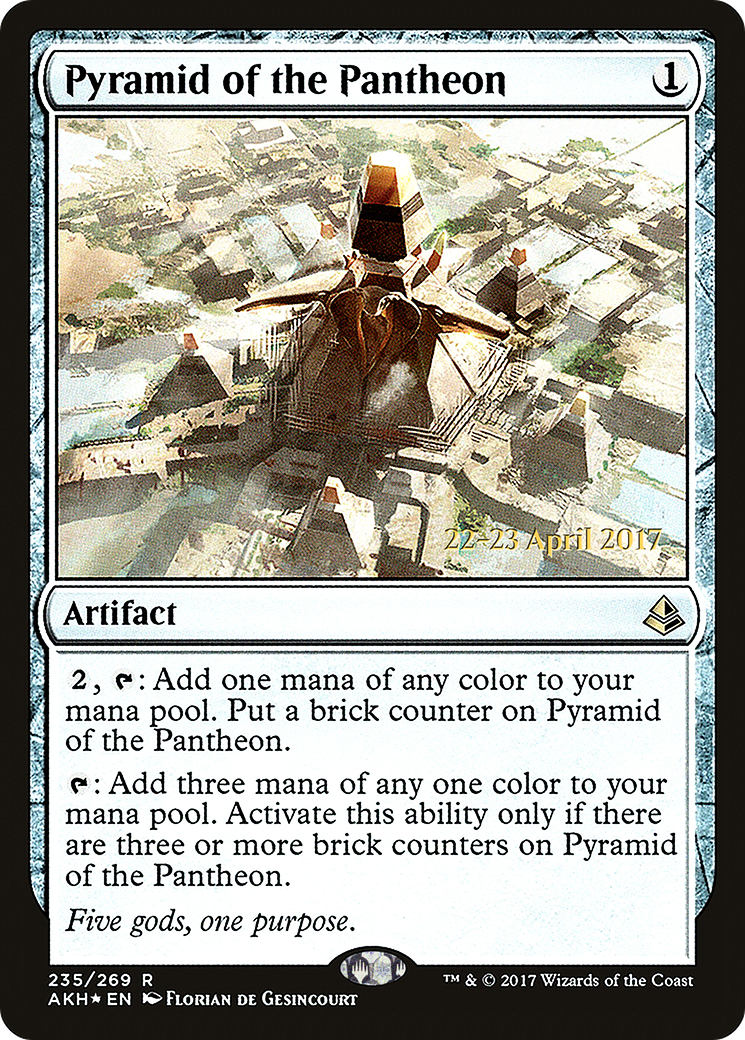 Pyramid of the Pantheon 1
22–23 April 2017
Artifact
2, : Add one mana of any color to your
mana pool. Put a brick counter on Pyramid
of the Pantheon.
: Add three mana of any one color to your
mana pool. Activate this ability only if there
are three or more brick counters on Pyramid
of the Pantheon.
Five gods, one purpose.
235/269 R
™ & © 2017 Wizards of the Coast
AKH★EN Florian de Gesincourt